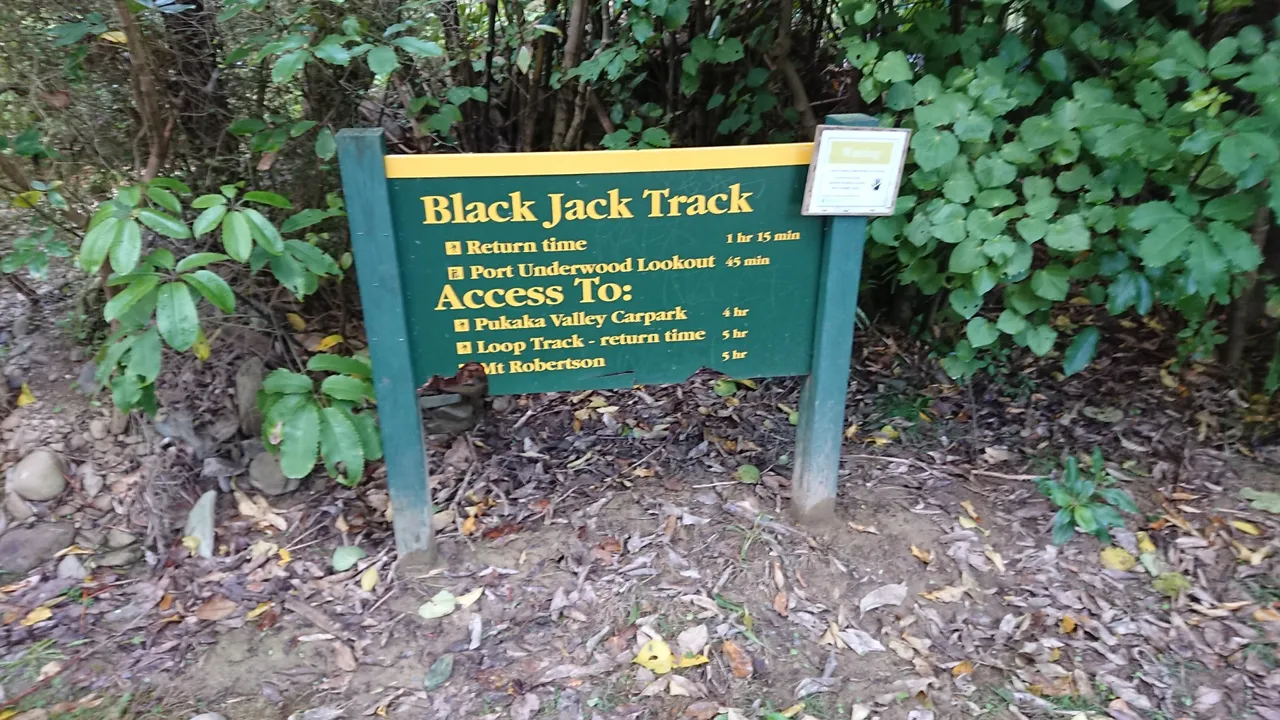 Black Jack Track
Return time 1 hr 15 min
Port Underwood Lookout 45 min
Access To:
Pukaka Valley Carpark 4 hr
Loop Track - return time 5 hr
Mt Robertson 5 hr
Warning